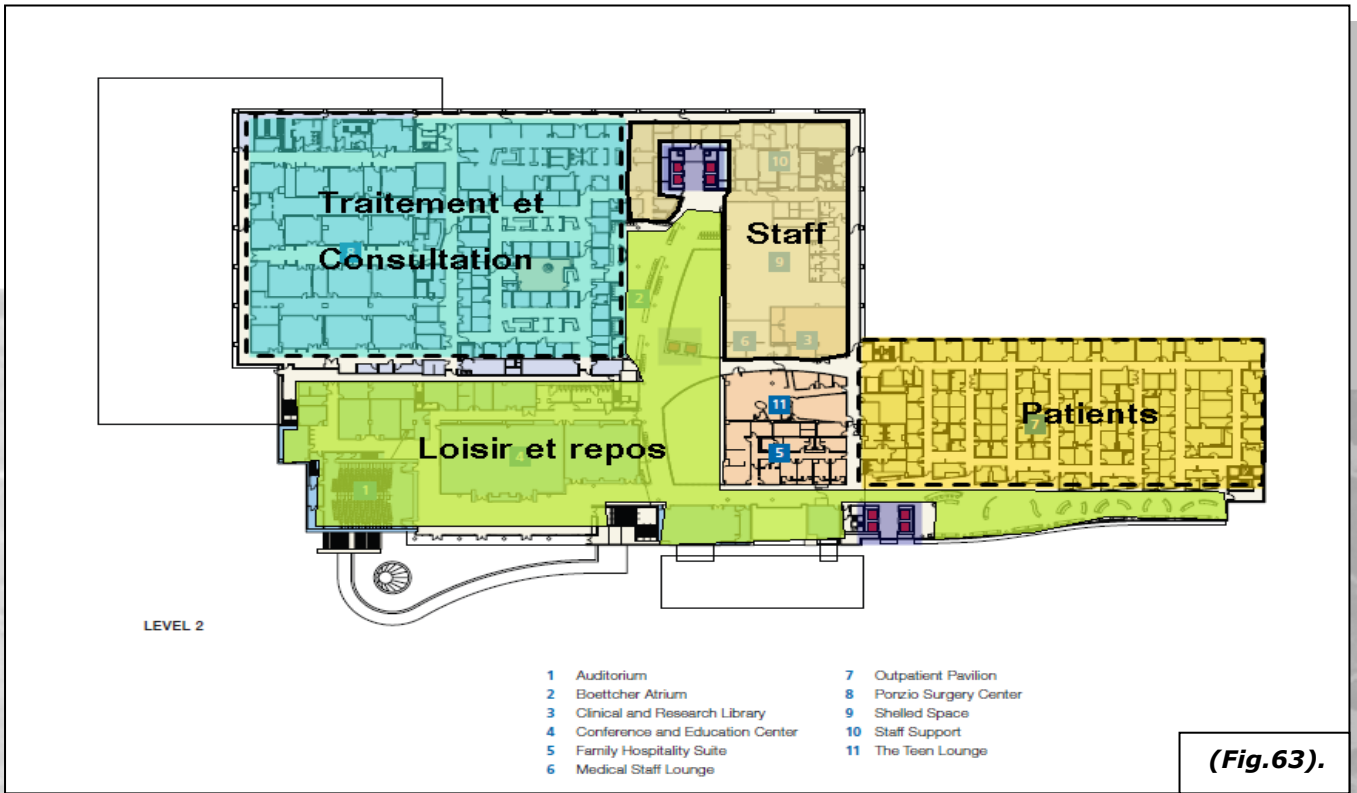 Traitement et
Consultation
8
10
Staff
9
2
6
3
11
5
Patients
7
Loisir et repos
4
1
LEVEL 2
1 Auditorium
2 Boettcher Atrium
3 Clinical and Research Library
4 Conference and Education Center
5 Family Hospitality Suite
6 Medical Staff Lounge
7 Outpatient Pavilion
8 Ponzio Surgery Center
9 Shelled Space
10 Staff Support
11 The Teen Lounge
(Fig.63).